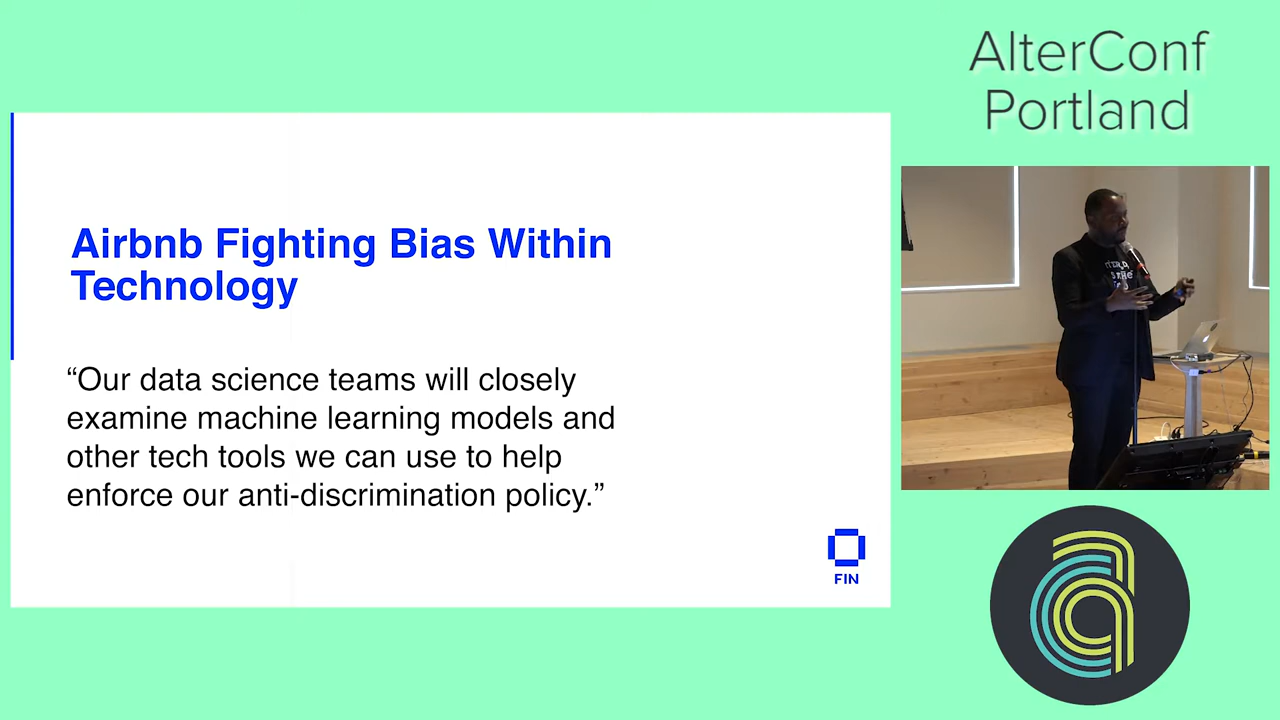 AlterConf
Portland
Airbnb Fighting Bias Within
Technology
“Our data science teams will closely
examine machine learning models and
other tech tools we can use to help
enforce our anti-discrimination policy.”
FIN